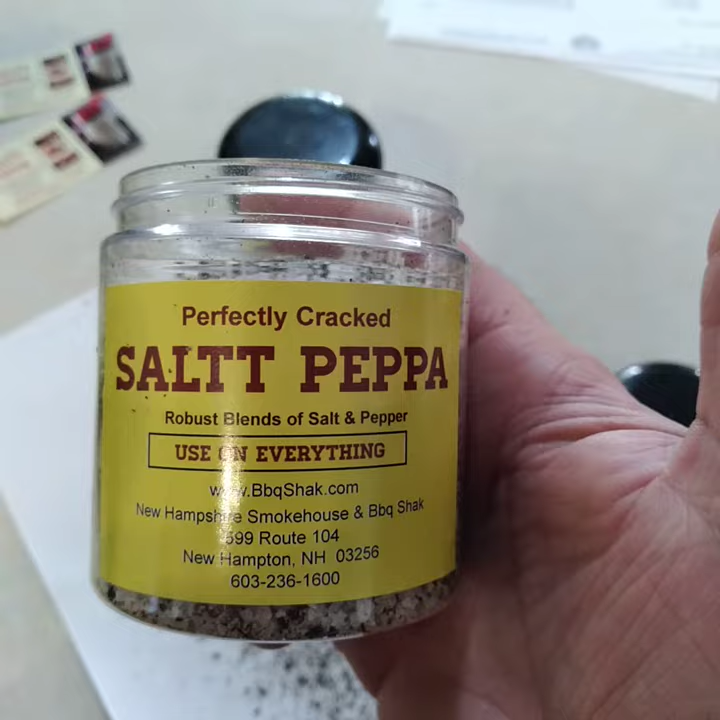 Perfectly Cracked
SALTT PEPPA
Robust Blends of Salt & Pepper
USE ON EVERYTHING
www.BbqShak.com
New Hampshire Smokehouse & Bbq Shak
599 Route 104
New Hampton, NH 03256
603-236-1600